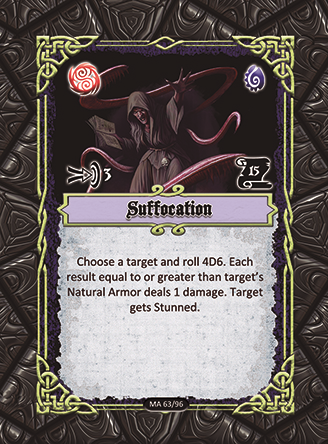 3
15
Suffocation
Choose a target and roll 4D6. Each
result equal to or greater than target's
Natural Armor deals 1 damage. Target
gets Stunned.
MA 63/96